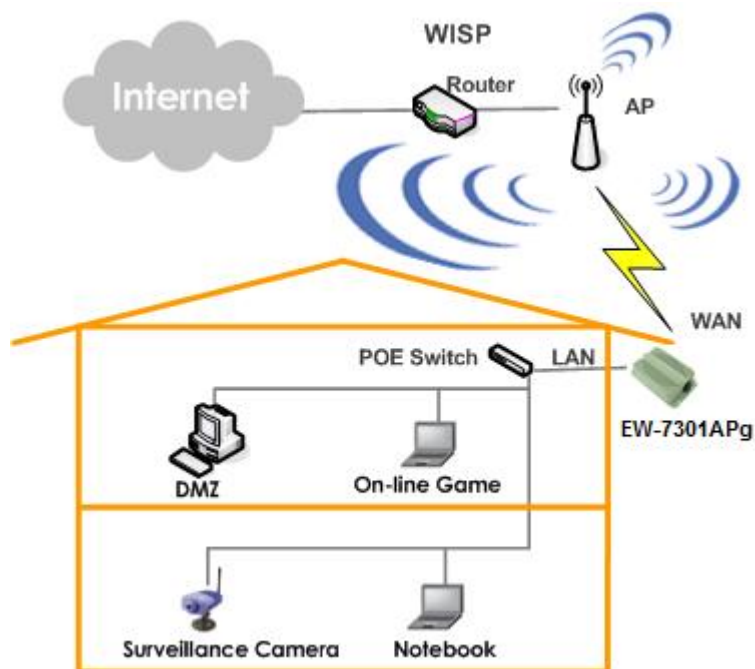 WISP
Internet
Router
AP
WAN
POE Switch
LAN
EW-7301APg
DMZ
On-line Game
Surveillance Camera
Notebook